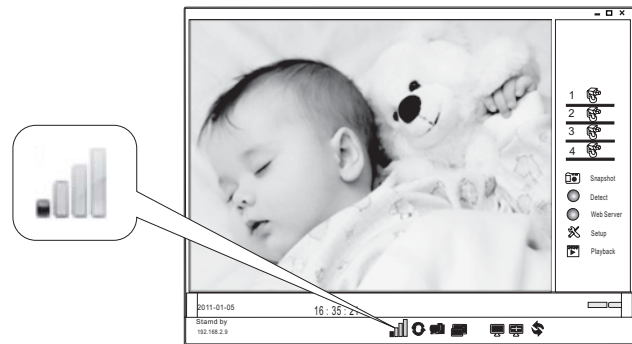 1
2
3
4
Snapshot
Detect
Web Server
Setup
Playback
2011-01-05
16 : 35 : 21
Stamd by
192.168.2.9